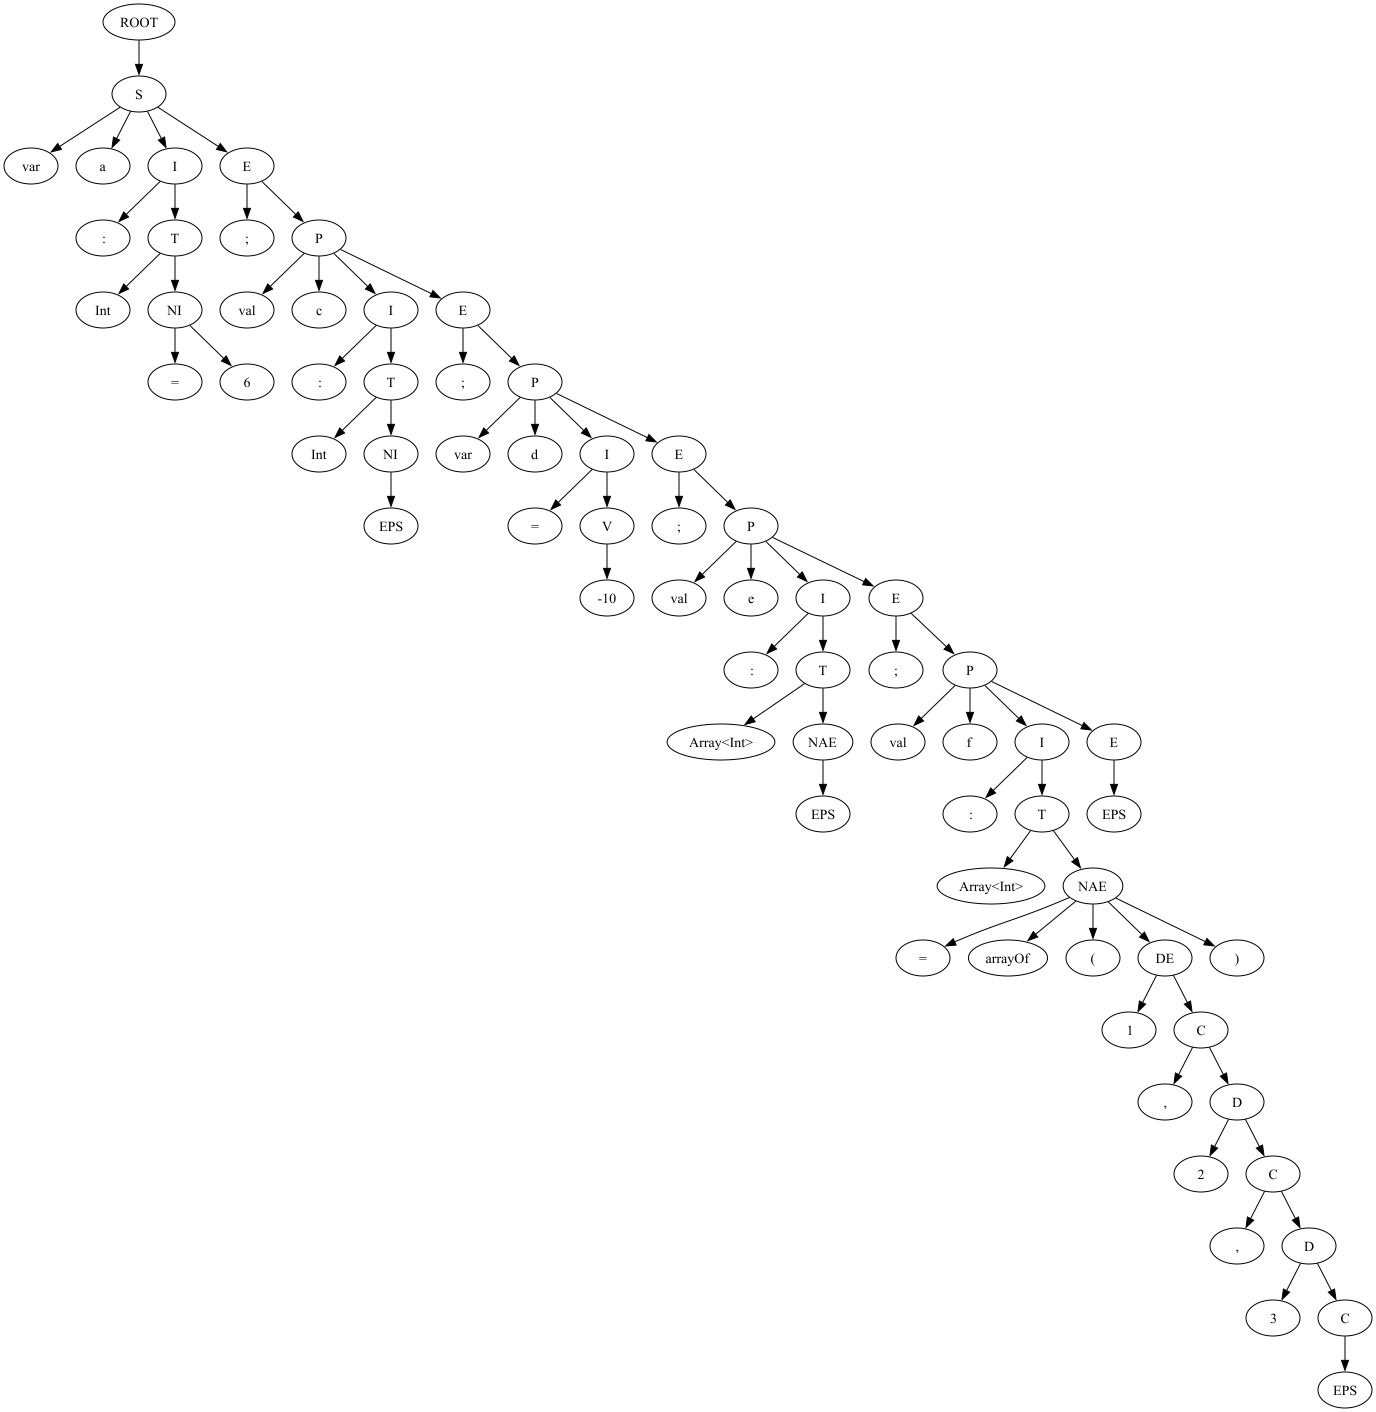 ROOT
S
var a I E
: T ; P
Int NI val c I E
= 6 : T ; P
Int NI var d I E
EPS = V ; P
-10 val e I E
: T ; P
Array<Int> NAE val f I E
EPS : T EPS
Array<Int> NAE
= arrayOf ( DE )
1 C
, D
2 C
, D
3 C
EPS